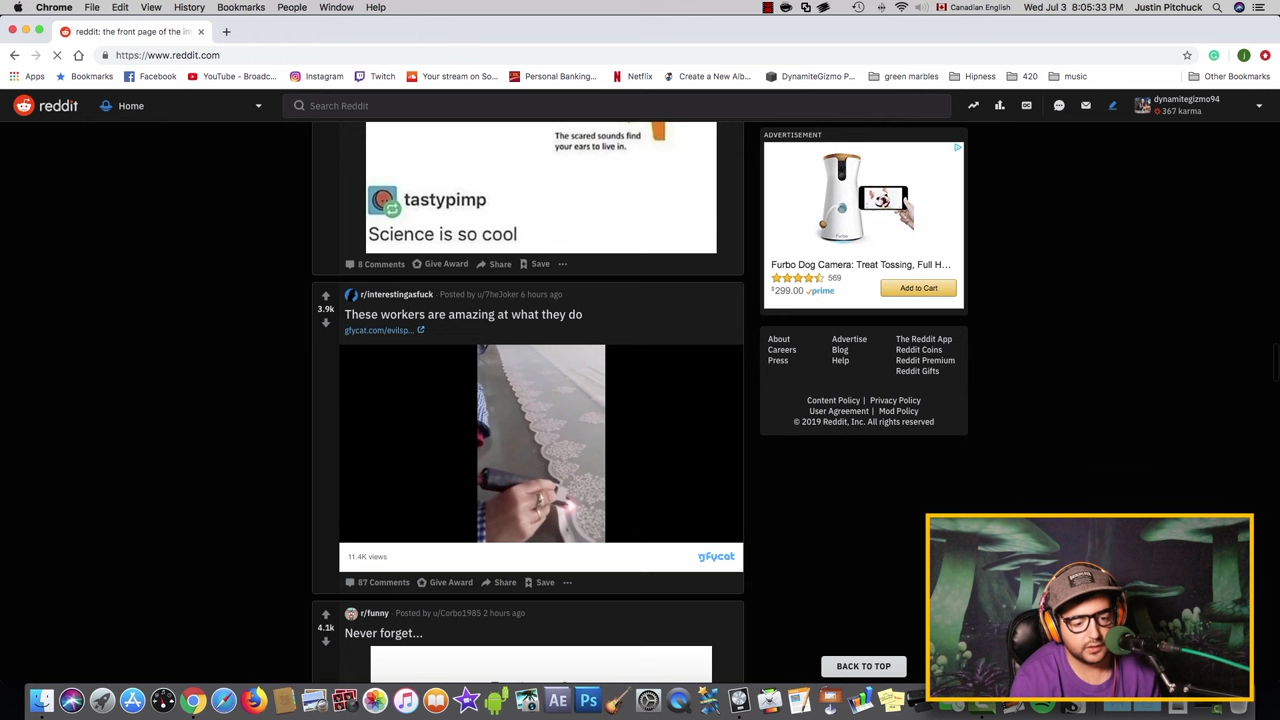 Chrome File Edit View History Bookmarks People Window Help Canadian English Wed Jul 3 8:05:33 PM Justin Pitchuck
reddit: the front page of the in
https://www.reddit.com
Apps Bookmarks Facebook YouTube - Broadc... Instagram Twitch Your stream on So... Personal Banking... Netflix Create a New Alb... DynamiteGizmo P... green marbles Hipness 420 music Other Bookmarks
reddit Home Search Reddit dynamitegizmo94
367 karma
The scared sounds find
your ears to live in.
tastypimp
Science is so cool
8 Comments Give Award Share Save
r/interestingasfuck · Posted by u/7heJoker 6 hours ago
3.9k
These workers are amazing at what they do
gfycat.com/evilsp...
11.4K views
gfycat
87 Comments Give Award Share Save
r/funny · Posted by u/Corbo1985 2 hours ago
4.1k
Never forget...
ADVERTISEMENT
Furbo
Furbo Dog Camera: Treat Tossing, Full H...
569
$299.00 prime
Add to Cart
About Advertise The Reddit App
Careers Blog Reddit Coins
Press Help Reddit Premium
Reddit Gifts
Content Policy | Privacy Policy
User Agreement | Mod Policy
© 2019 Reddit, Inc. All rights reserved
BACK TO TOP
AE Ps